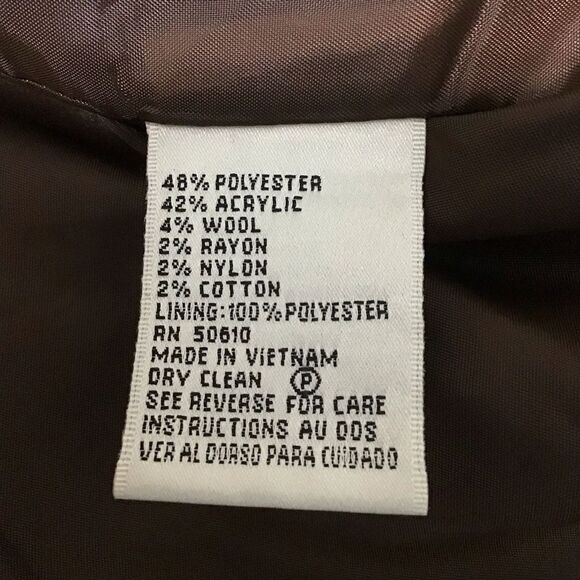 48% POLYESTER
42% ACRYLIC
4% WOOL
2% RAYON
2% NYLON
2% COTTON
LINING:100% POLYESTER
RN 50610
MADE IN VIETNAM
DRY CLEAN Ⓟ
SEE REVERSE FOR CARE
INSTRUCTIONS AU DOS
VER AL DORSO PARA CUIDADO